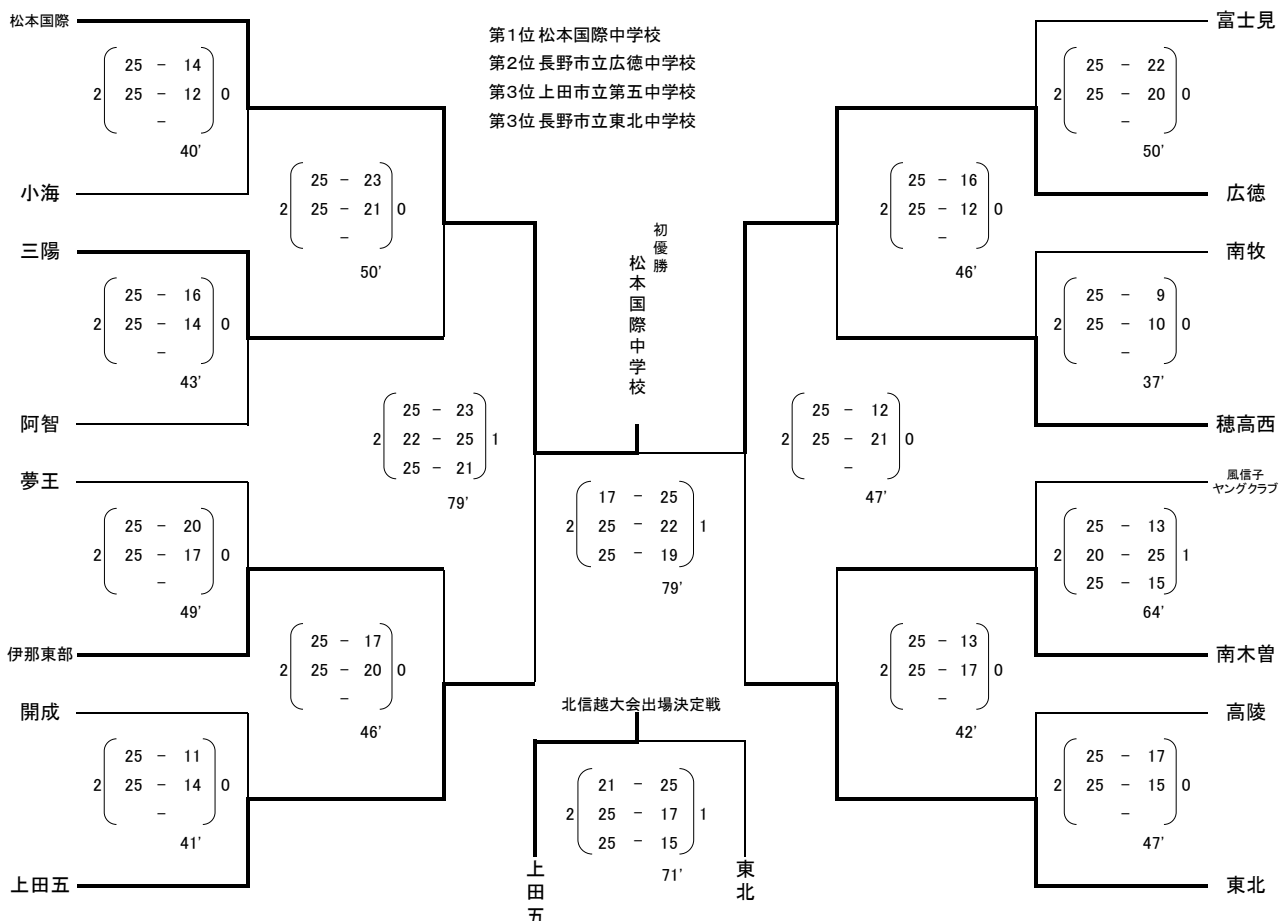 第1位 松本国際中学校
第2位 長野市立広徳中学校
第3位 上田市立第五中学校
第3位 長野市立東北中学校
松本国際
2 25 - 14 0
25 - 12
-
40'
小海
三陽
2 25 - 16 0
25 - 14
-
43'
阿智
夢王
2 25 - 20 0
25 - 17
-
49'
伊那東部
開成
2 25 - 11 0
25 - 14
-
41'
上田五
2 25 - 23 0
25 - 21
-
50'
2 25 - 17 0
25 - 20
-
46'
2 25 - 23 1
22 - 25
25 - 21
79'
初優勝
松本国際中学校
2 17 - 25 1
25 - 22
25 - 19
79'
北信越大会出場決定戦
2 21 - 25 1
25 - 17
25 - 15
71'
上田五
東北
2 25 - 12 0
25 - 21
-
47'
2 25 - 16 0
25 - 12
-
46'
2 25 - 13 0
25 - 17
-
42'
富士見
2 25 - 22 0
25 - 20
-
50'
広徳
南牧
2 25 - 9 0
25 - 10
-
37'
穂高西
風信子
ヤングクラブ
2 25 - 13 1
20 - 25
25 - 15
64'
南木曽
高陵
2 25 - 17 0
25 - 15
-
47'
東北